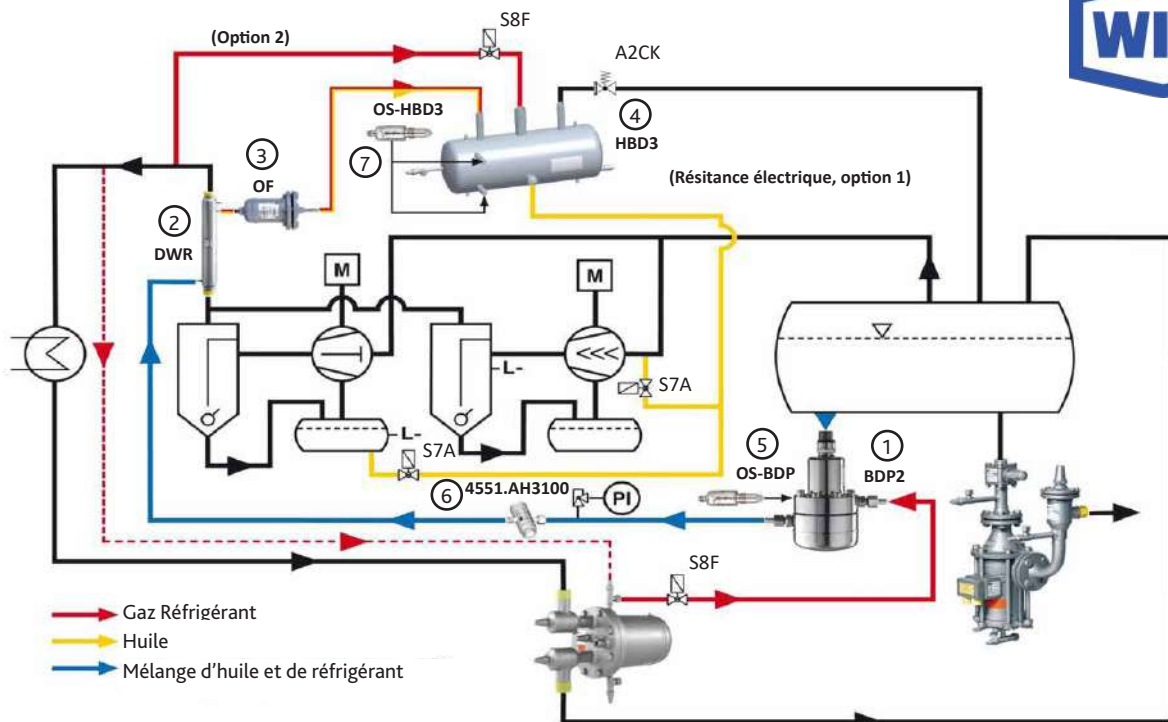 S8F
(Option 2)
A2CK
WI
OS-HBD3
4
HBD3
3
OF
7
(Résitance électrique, option 1)
2
DWR
M
M
-L-
S7A
-L-
S7A
5
OS-BDP
1
BDP2
6
4551.AH3100
PI
S8F
Gaz Réfrigérant
Huile
Mélange d'huile et de réfrigérant